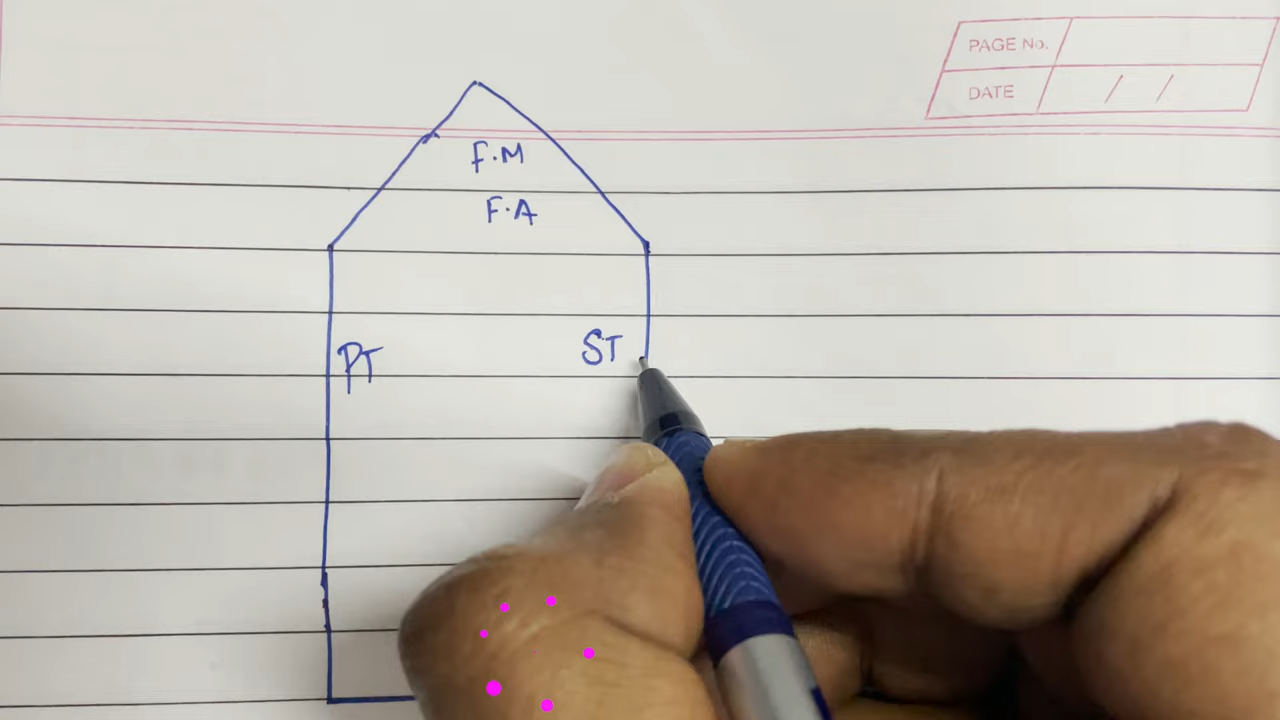 PAGE No.
DATE / /
F.M
F.A
PT
ST